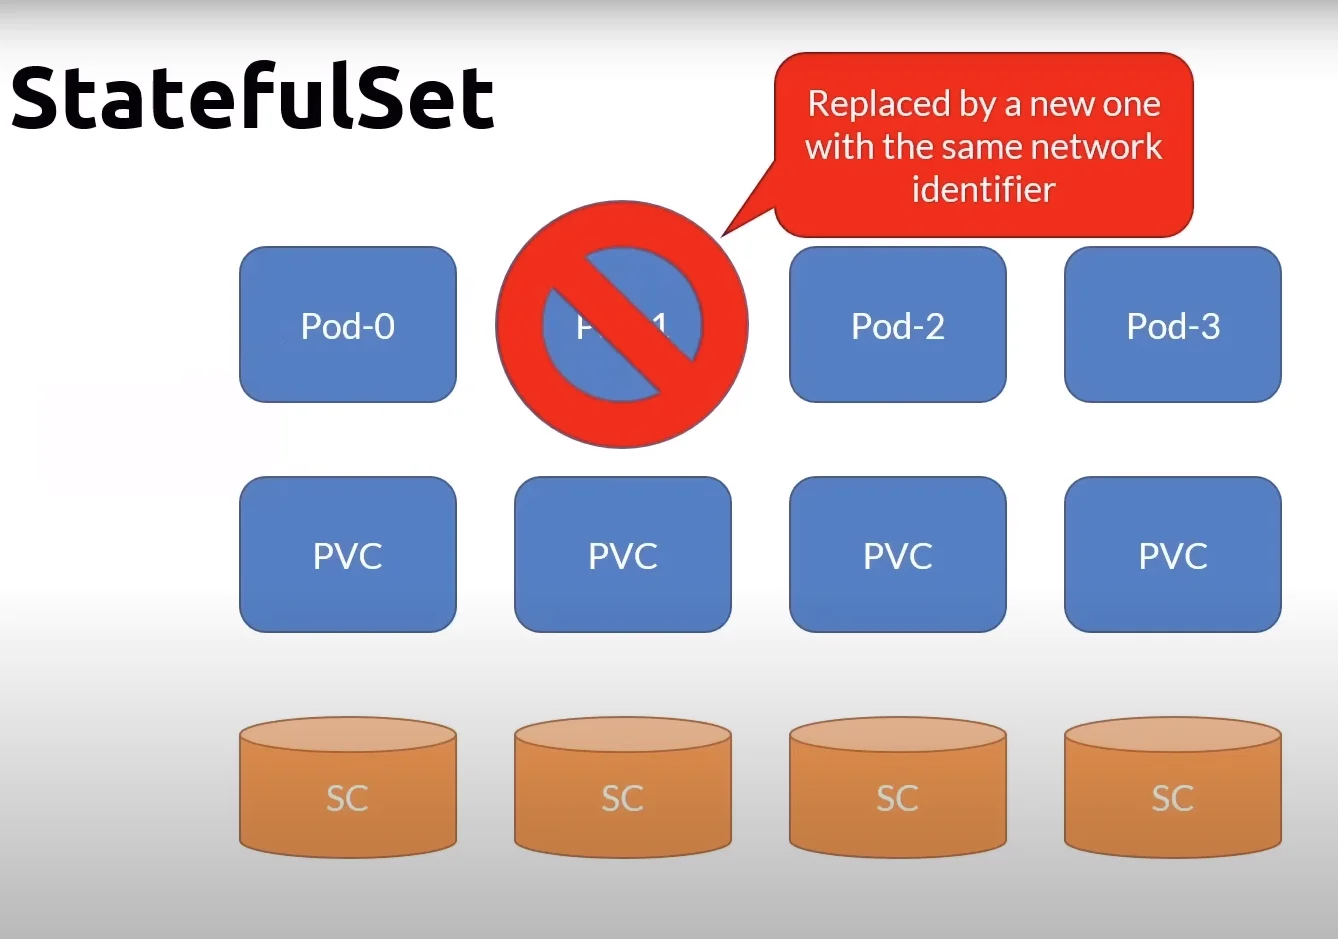 StatefulSet
Replaced by a new one
with the same network
identifier
Pod-0
Pod-2
Pod-3
PVC
PVC
PVC
PVC
SC
SC
SC
SC